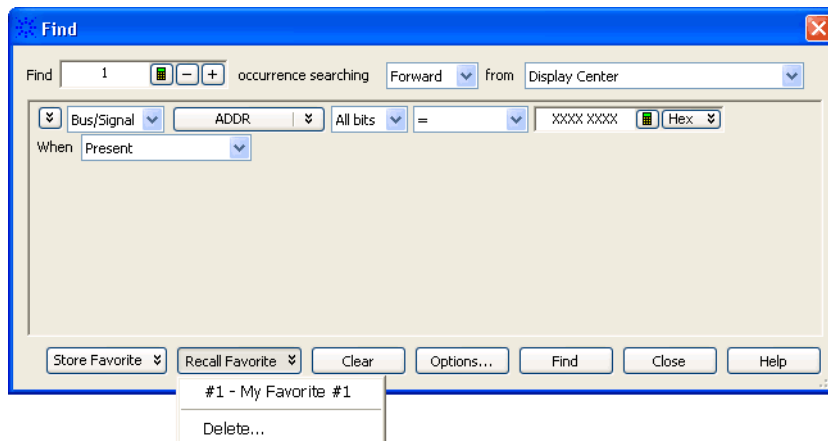 Find
Find 1 - + occurrence searching Forward from Display Center
Bus/Signal ADDR All bits = XXXX XXXX Hex
When Present
Store Favorite Recall Favorite Clear Options... Find Close Help
#1 - My Favorite #1
Delete...